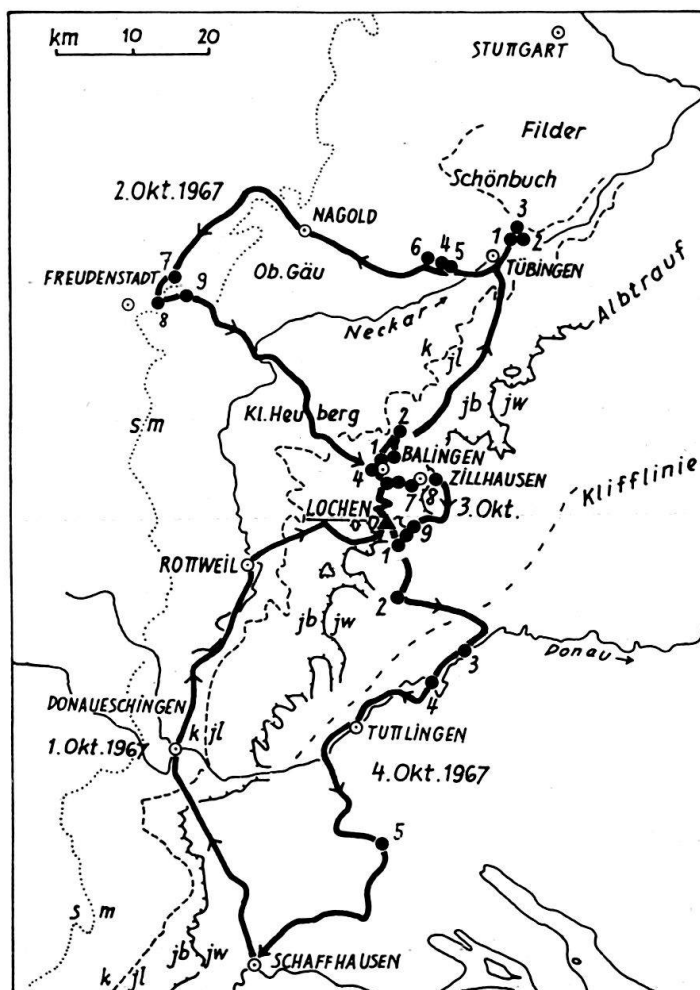 km 10 20
STUTTGART
Filder
Schönbuch
2.Okt.1967
NAGOLD
3
1
2
6 4 5
TÜBINGEN
7
FREUDENSTADT
9
8
Ob. Gäu
Neckar
Albtrauf
k jl
jb jw
s m
Kl. Heuberg
2
1
BALINGEN
4
ZILLHAUSEN
7
8
Klifflinie
LOCHEN
3.Okt.
9
1
ROTTWEIL
2
jb jw
3
Donau
4
DONAUESCHINGEN
k jl
1.Okt.1967
TUTTLINGEN
4.Okt.1967
5
s m
jb jw
k jl
SCHAFFHAUSEN